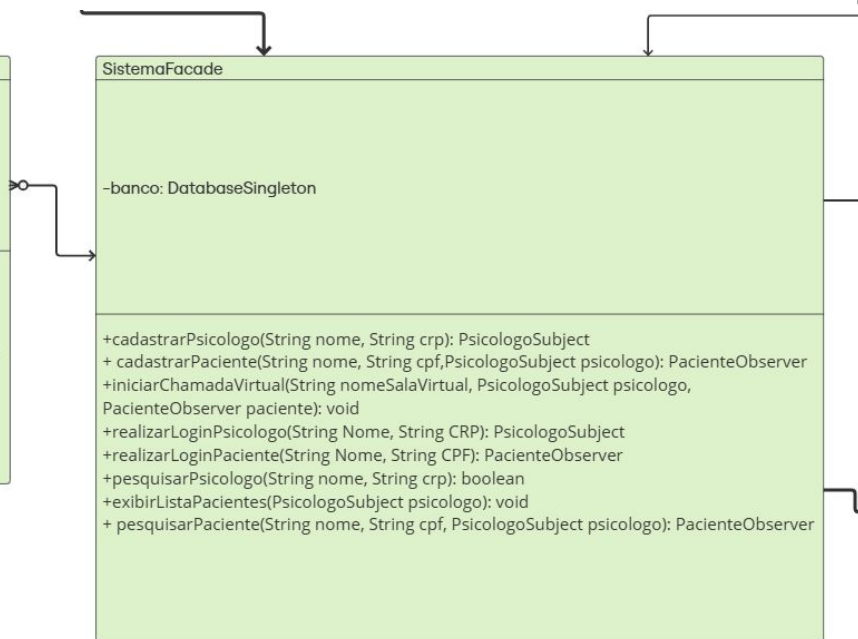 SistemaFacade
-banco: DatabaseSingleton
+cadastrarPsicologo(String nome, String crp): PsicologoSubject
+ cadastrarPaciente(String nome, String cpf,PsicologoSubject psicologo): PacienteObserver
+iniciarChamadaVirtual(String nomeSalaVirtual, PsicologoSubject psicologo,
PacienteObserver paciente): void
+realizarLoginPsicologo(String Nome, String CRP): PsicologoSubject
+realizarLoginPaciente(String Nome, String CPF): PacienteObserver
+pesquisarPsicologo(String nome, String crp): boolean
+exibirListaPacientes(PsicologoSubject psicologo): void
+ pesquisarPaciente(String nome, String cpf, PsicologoSubject psicologo): PacienteObserver